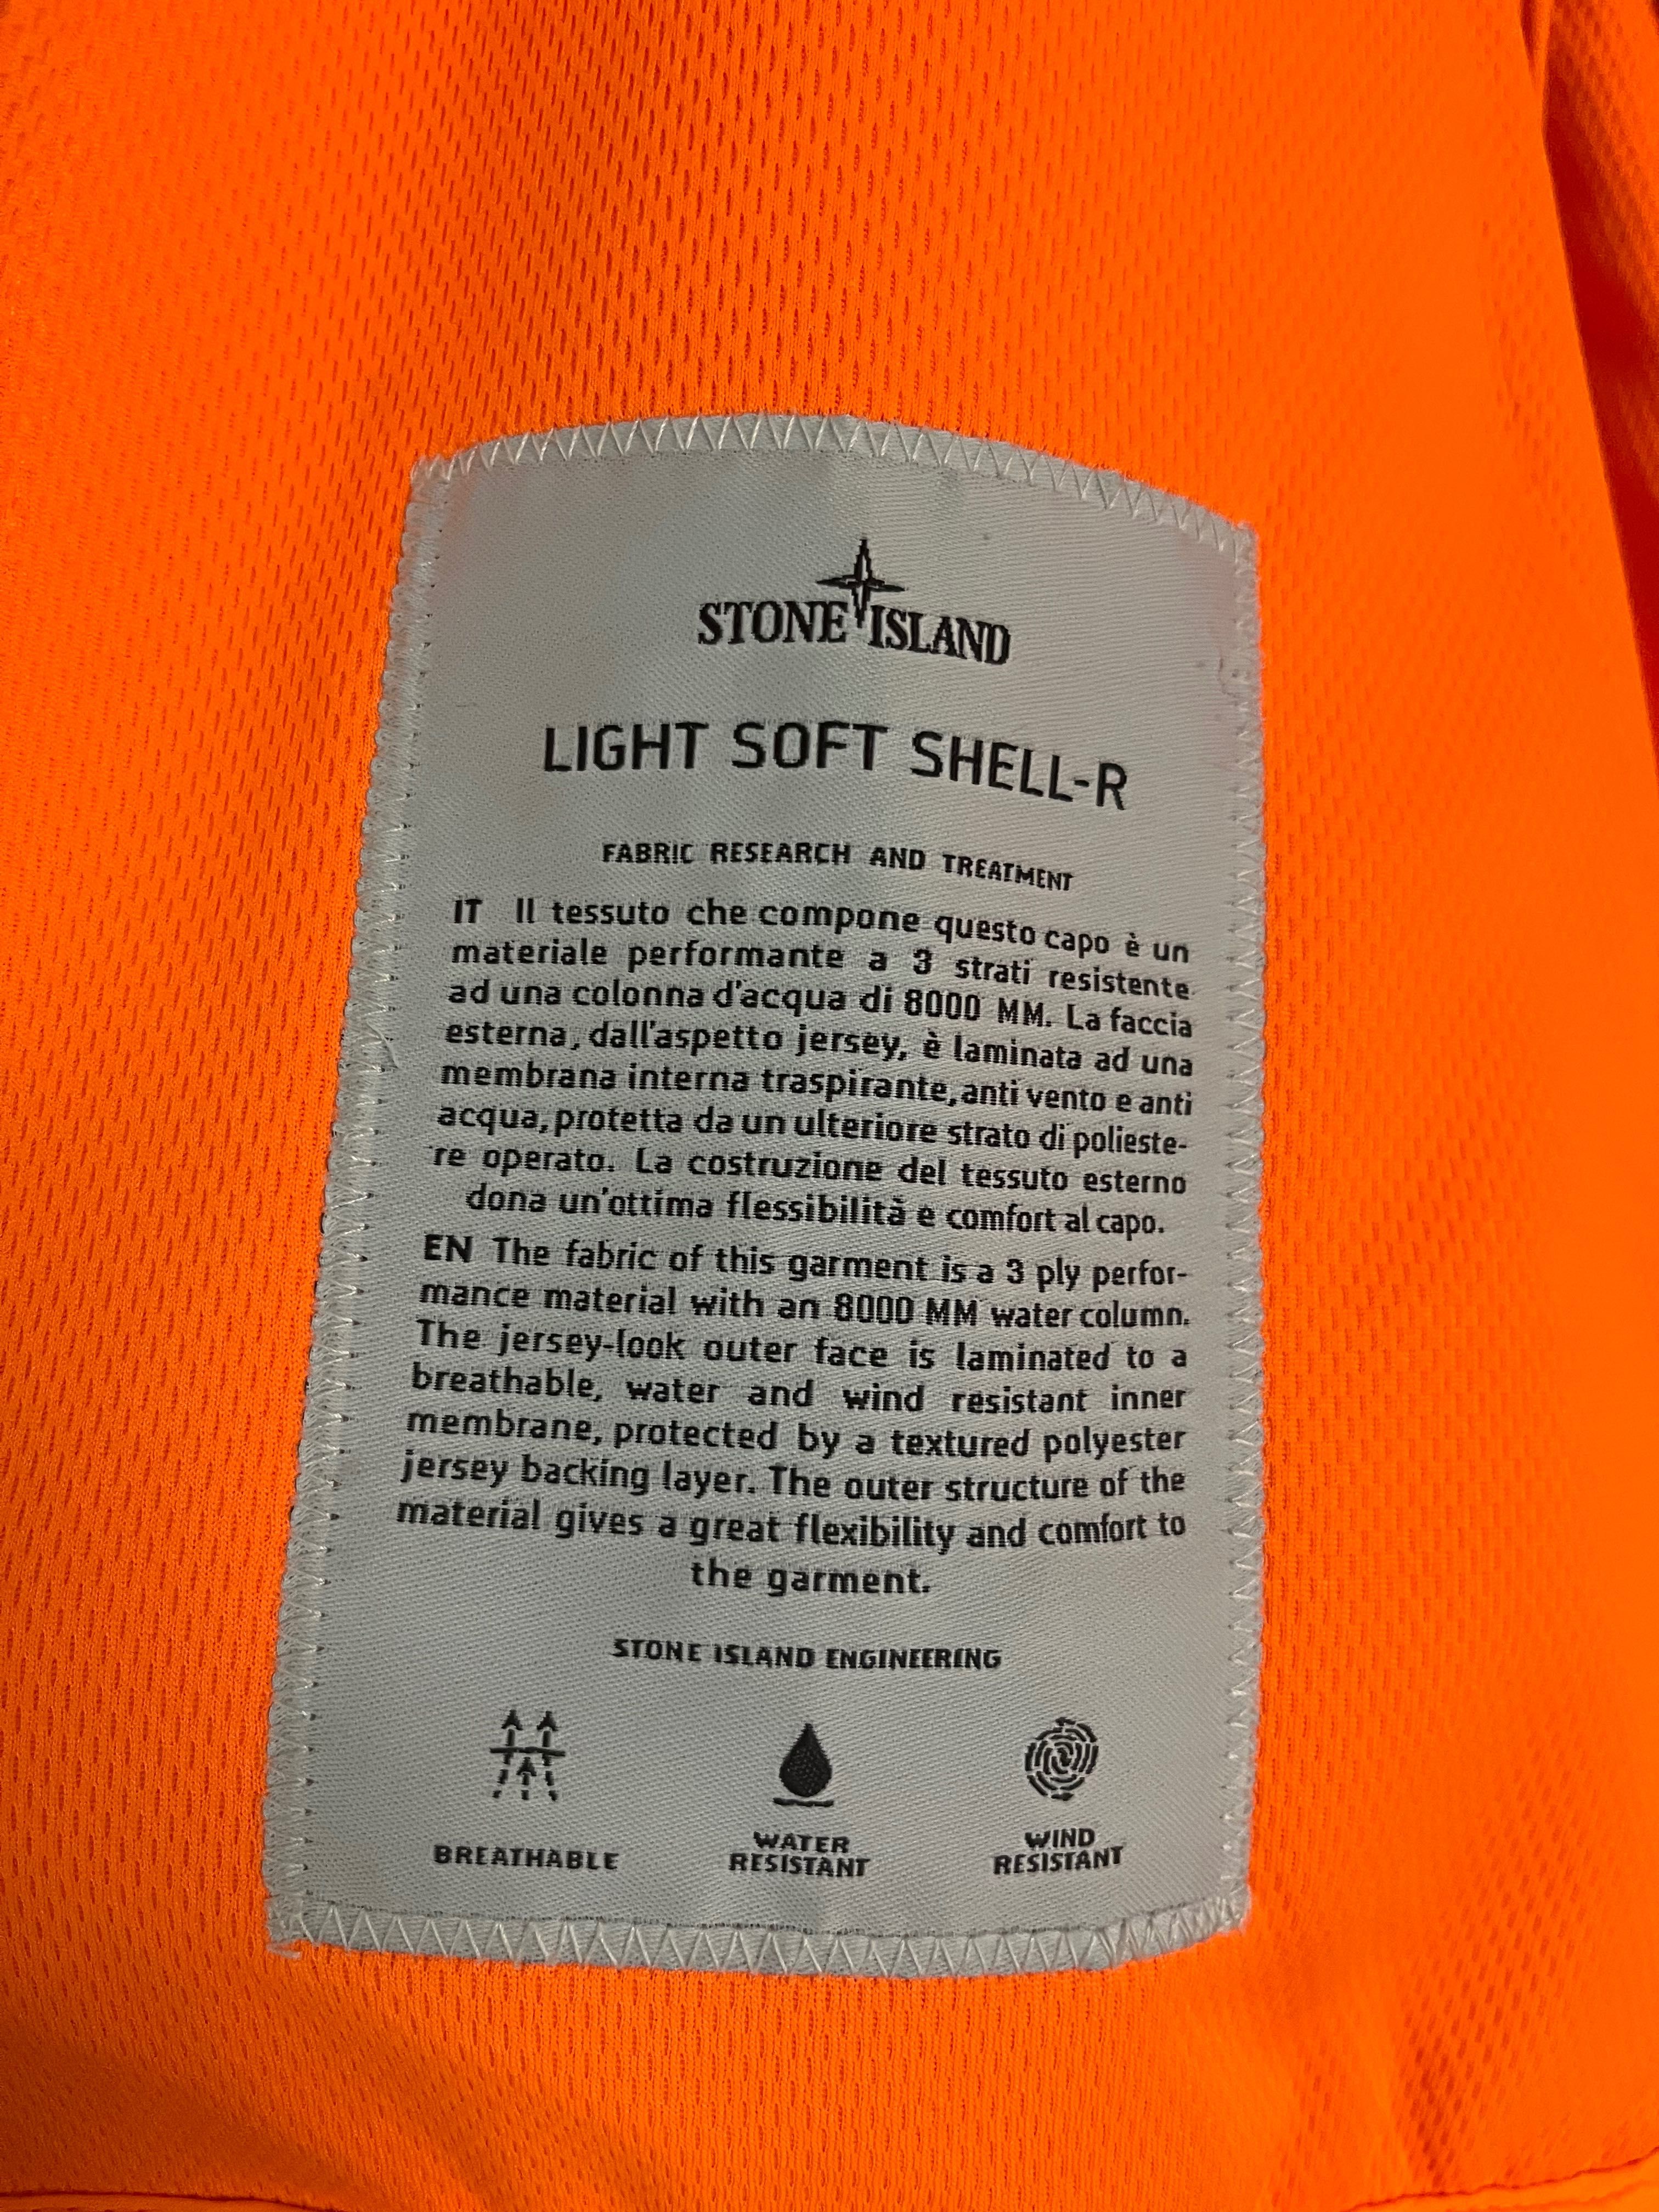 STONE ISLAND
LIGHT SOFT SHELL-R
FABRIC RESEARCH AND TREATMENT
IT Il tessuto che compone questo capo è un
materiale performante a 3 strati resistente
ad una colonna d'acqua di 8000 MM. La faccia
esterna, dall'aspetto jersey, è laminata ad una
membrana interna traspirante, anti vento e anti
acqua, protetta da un ulteriore strato di polieste-
re operato. La costruzione del tessuto esterno
dona un'ottima flessibilità e comfort al capo.
EN The fabric of this garment is a 3 ply perfor-
mance material with an 8000 MM water column.
The jersey-look outer face is laminated to a
breathable, water and wind resistant inner
membrane, protected by a textured polyester
jersey backing layer. The outer structure of the
material gives a great flexibility and comfort to
the garment.
STONE ISLAND ENGINEERING
BREATHABLE
WATER
RESISTANT
WIND
RESISTANT